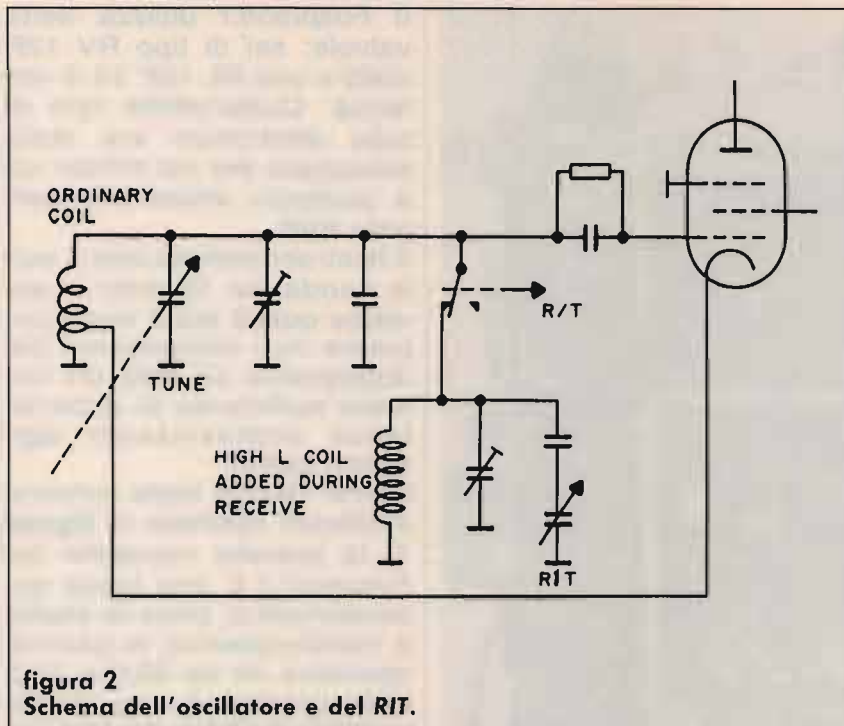 ORDINARY
COIL
TUNE
R/T
HIGH L COIL
ADDED DURING
RECEIVE
RIT
figura 2
Schema dell'oscillatore e del RIT.